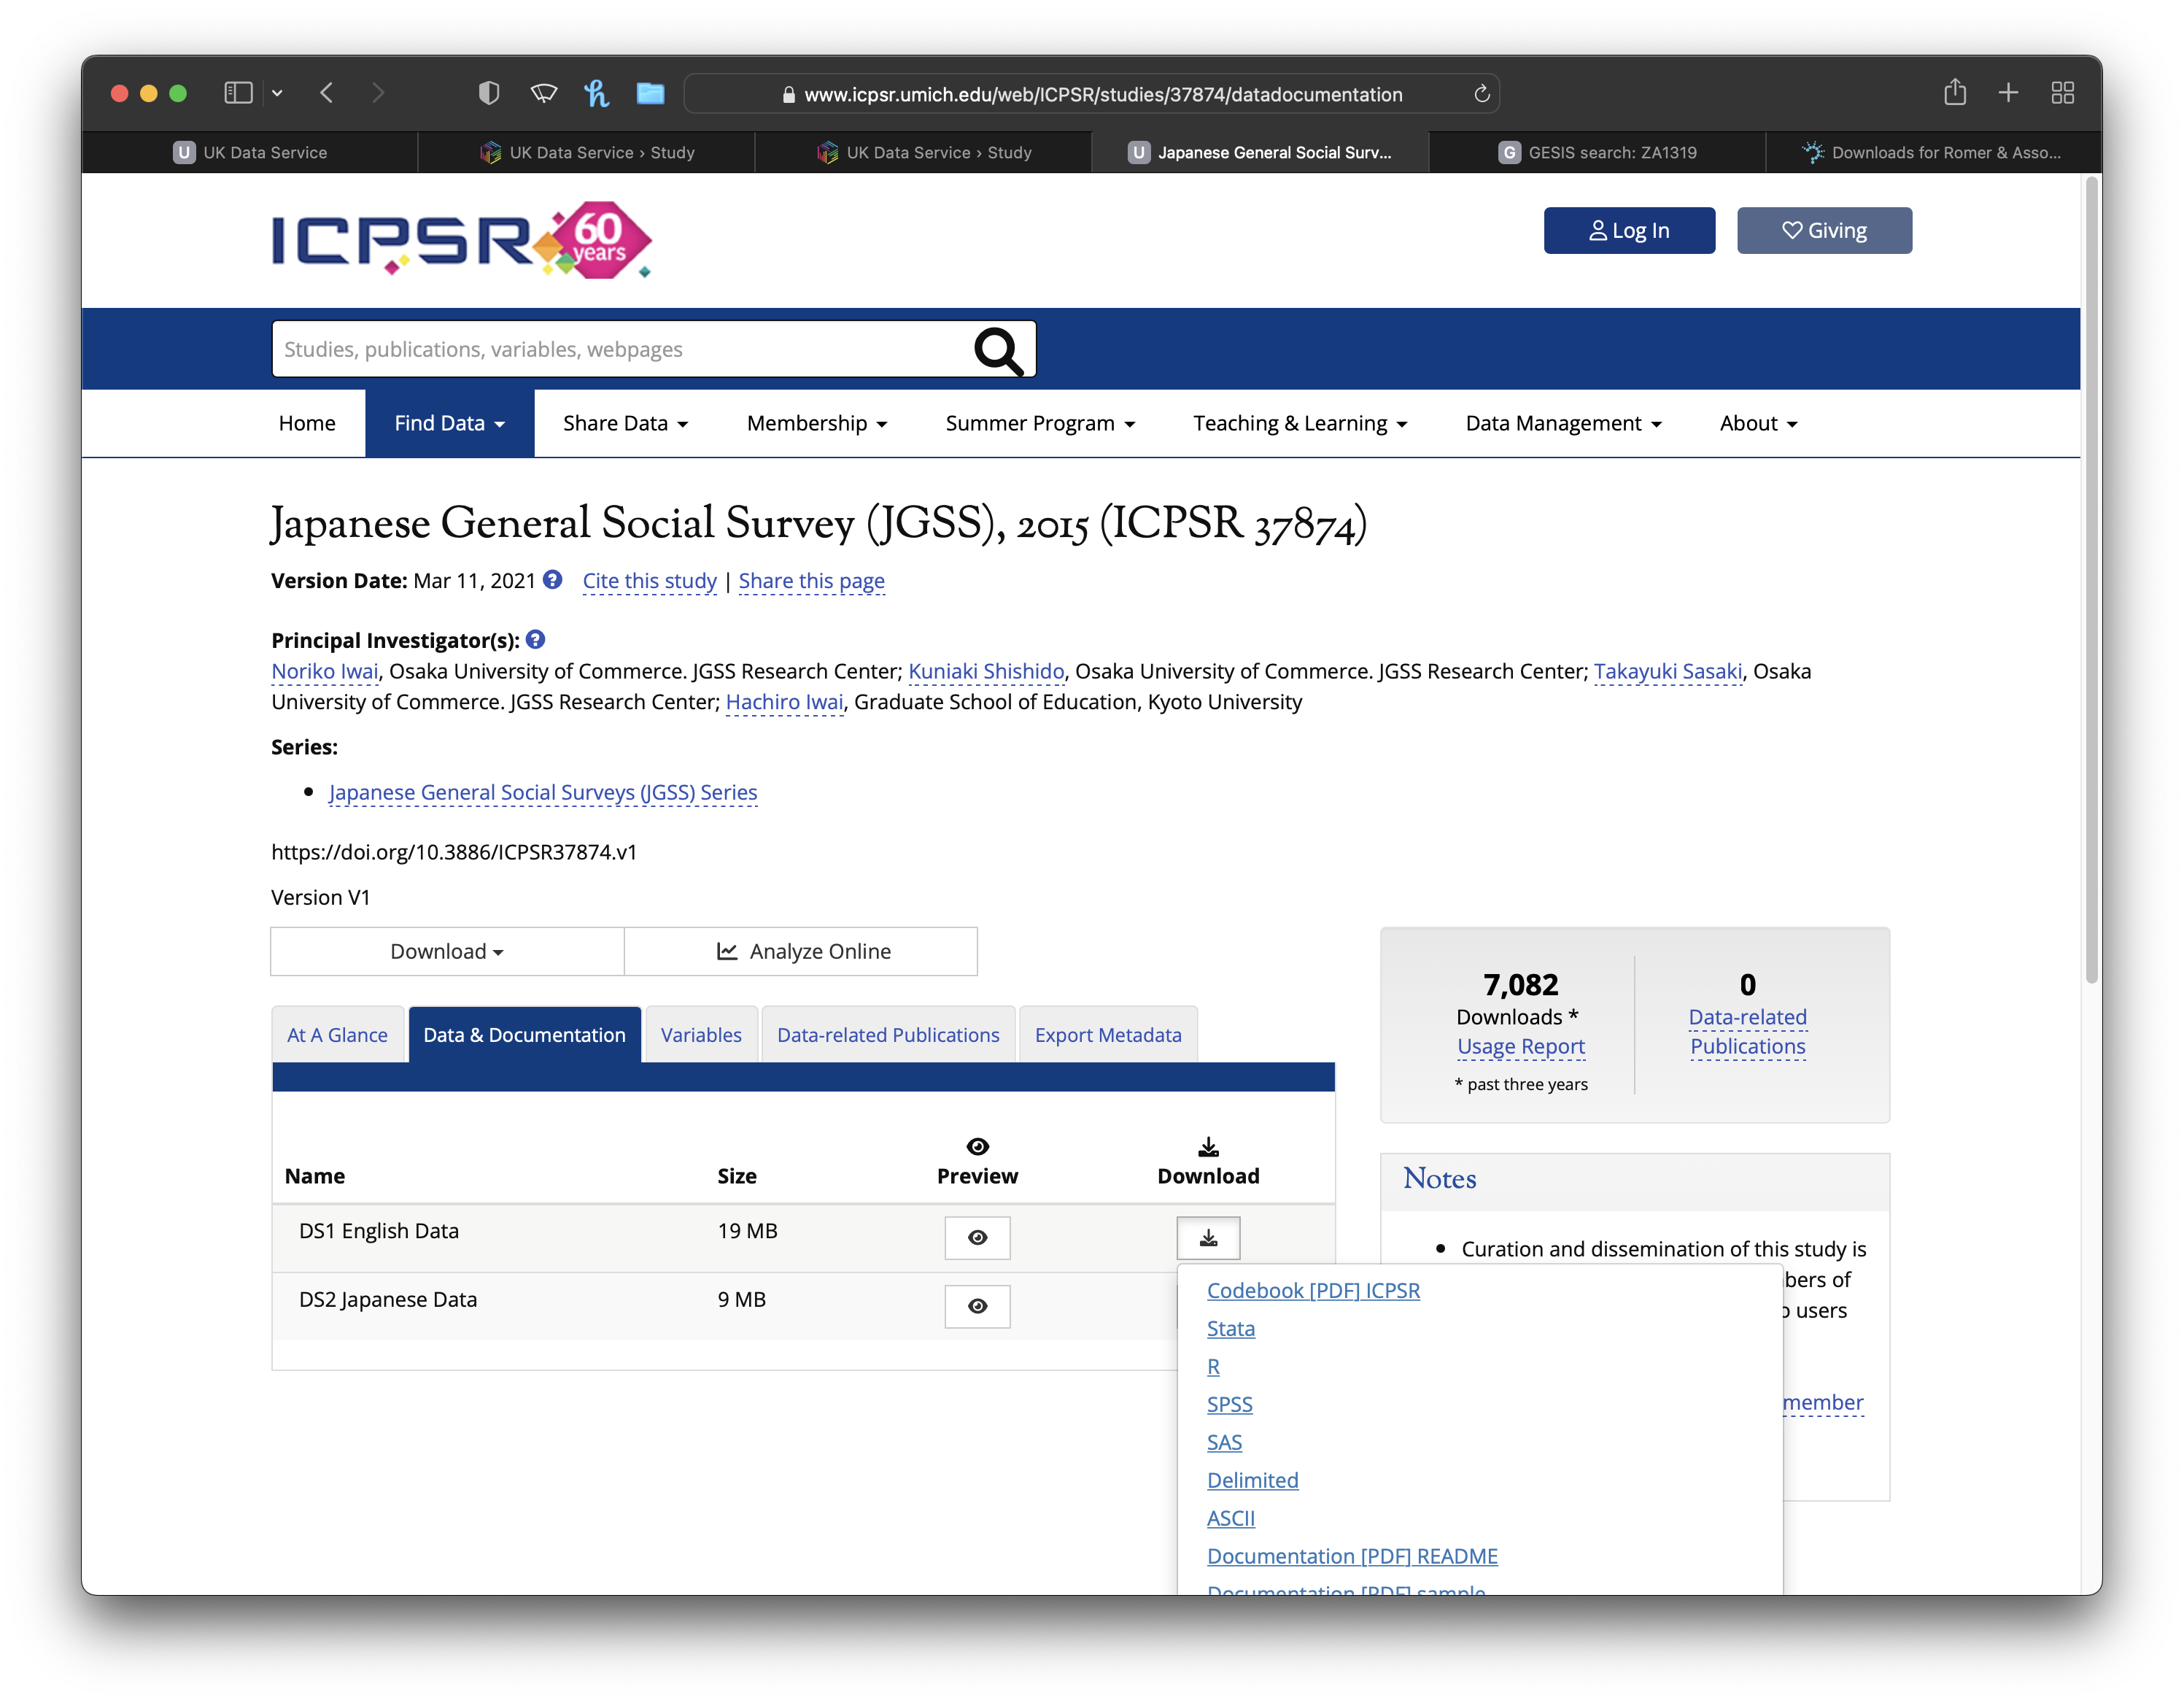 www.icpsr.umich.edu/web/ICPSR/studies/37874/datadocumentation
U UK Data Service
UK Data Service › Study
UK Data Service › Study
U Japanese General Social Surv...
G GESIS search: ZA1319
Downloads for Romer & Asso...
ICPSR 60 years
Log In
Giving
Studies, publications, variables, webpages
Home
Find Data
Share Data
Membership
Summer Program
Teaching & Learning
Data Management
About
Japanese General Social Survey (JGSS), 2015 (ICPSR 37874)
Version Date: Mar 11, 2021 ? Cite this study | Share this page
Principal Investigator(s): ?
Noriko Iwai, Osaka University of Commerce. JGSS Research Center; Kuniaki Shishido, Osaka University of Commerce. JGSS Research Center; Takayuki Sasaki, Osaka
University of Commerce. JGSS Research Center; Hachiro Iwai, Graduate School of Education, Kyoto University
Series:
• Japanese General Social Surveys (JGSS) Series
https://doi.org/10.3886/ICPSR37874.v1
Version V1
Download
Analyze Online
At A Glance
Data & Documentation
Variables
Data-related Publications
Export Metadata
Name Size Preview Download
DS1 English Data 19 MB
DS2 Japanese Data 9 MB
Codebook [PDF] ICPSR
Stata
R
SPSS
SAS
Delimited
ASCII
Documentation [PDF] README
Documentation [PDF] sample
7,082
Downloads *
Usage Report
* past three years
0
Data-related
Publications
Notes
• Curation and dissemination of this study is
bers of
users
member